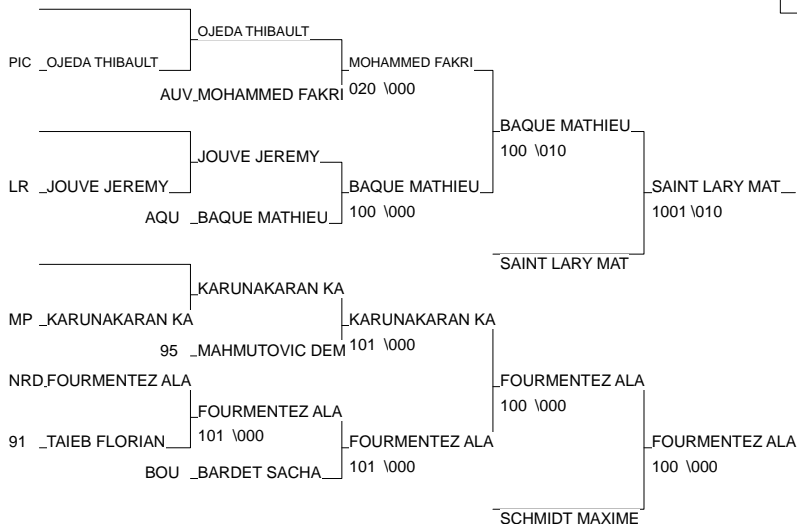 OJEDA THIBAULT
PIC OJEDA THIBAULT
MOHAMMED FAKRI
AUV MOHAMMED FAKRI
020 \000
BAQUE MATHIEU
100 \010
JOUVE JEREMY
LR JOUVE JEREMY
BAQUE MATHIEU
SAINT LARY MAT
AQU BAQUE MATHIEU
100 \000
1001 \010
SAINT LARY MAT
KARUNAKARAN KA
MP KARUNAKARAN KA
KARUNAKARAN KA
95 MAHMUTOVIC DEM
101 \000
NRD FOURMENTEZ ALA
FOURMENTEZ ALA
100 \000
FOURMENTEZ ALA
101 \000
91 TAIEB FLORIAN
FOURMENTEZ ALA
FOURMENTEZ ALA
BOU BARDET SACHA
101 \000
100 \000
SCHMIDT MAXIME